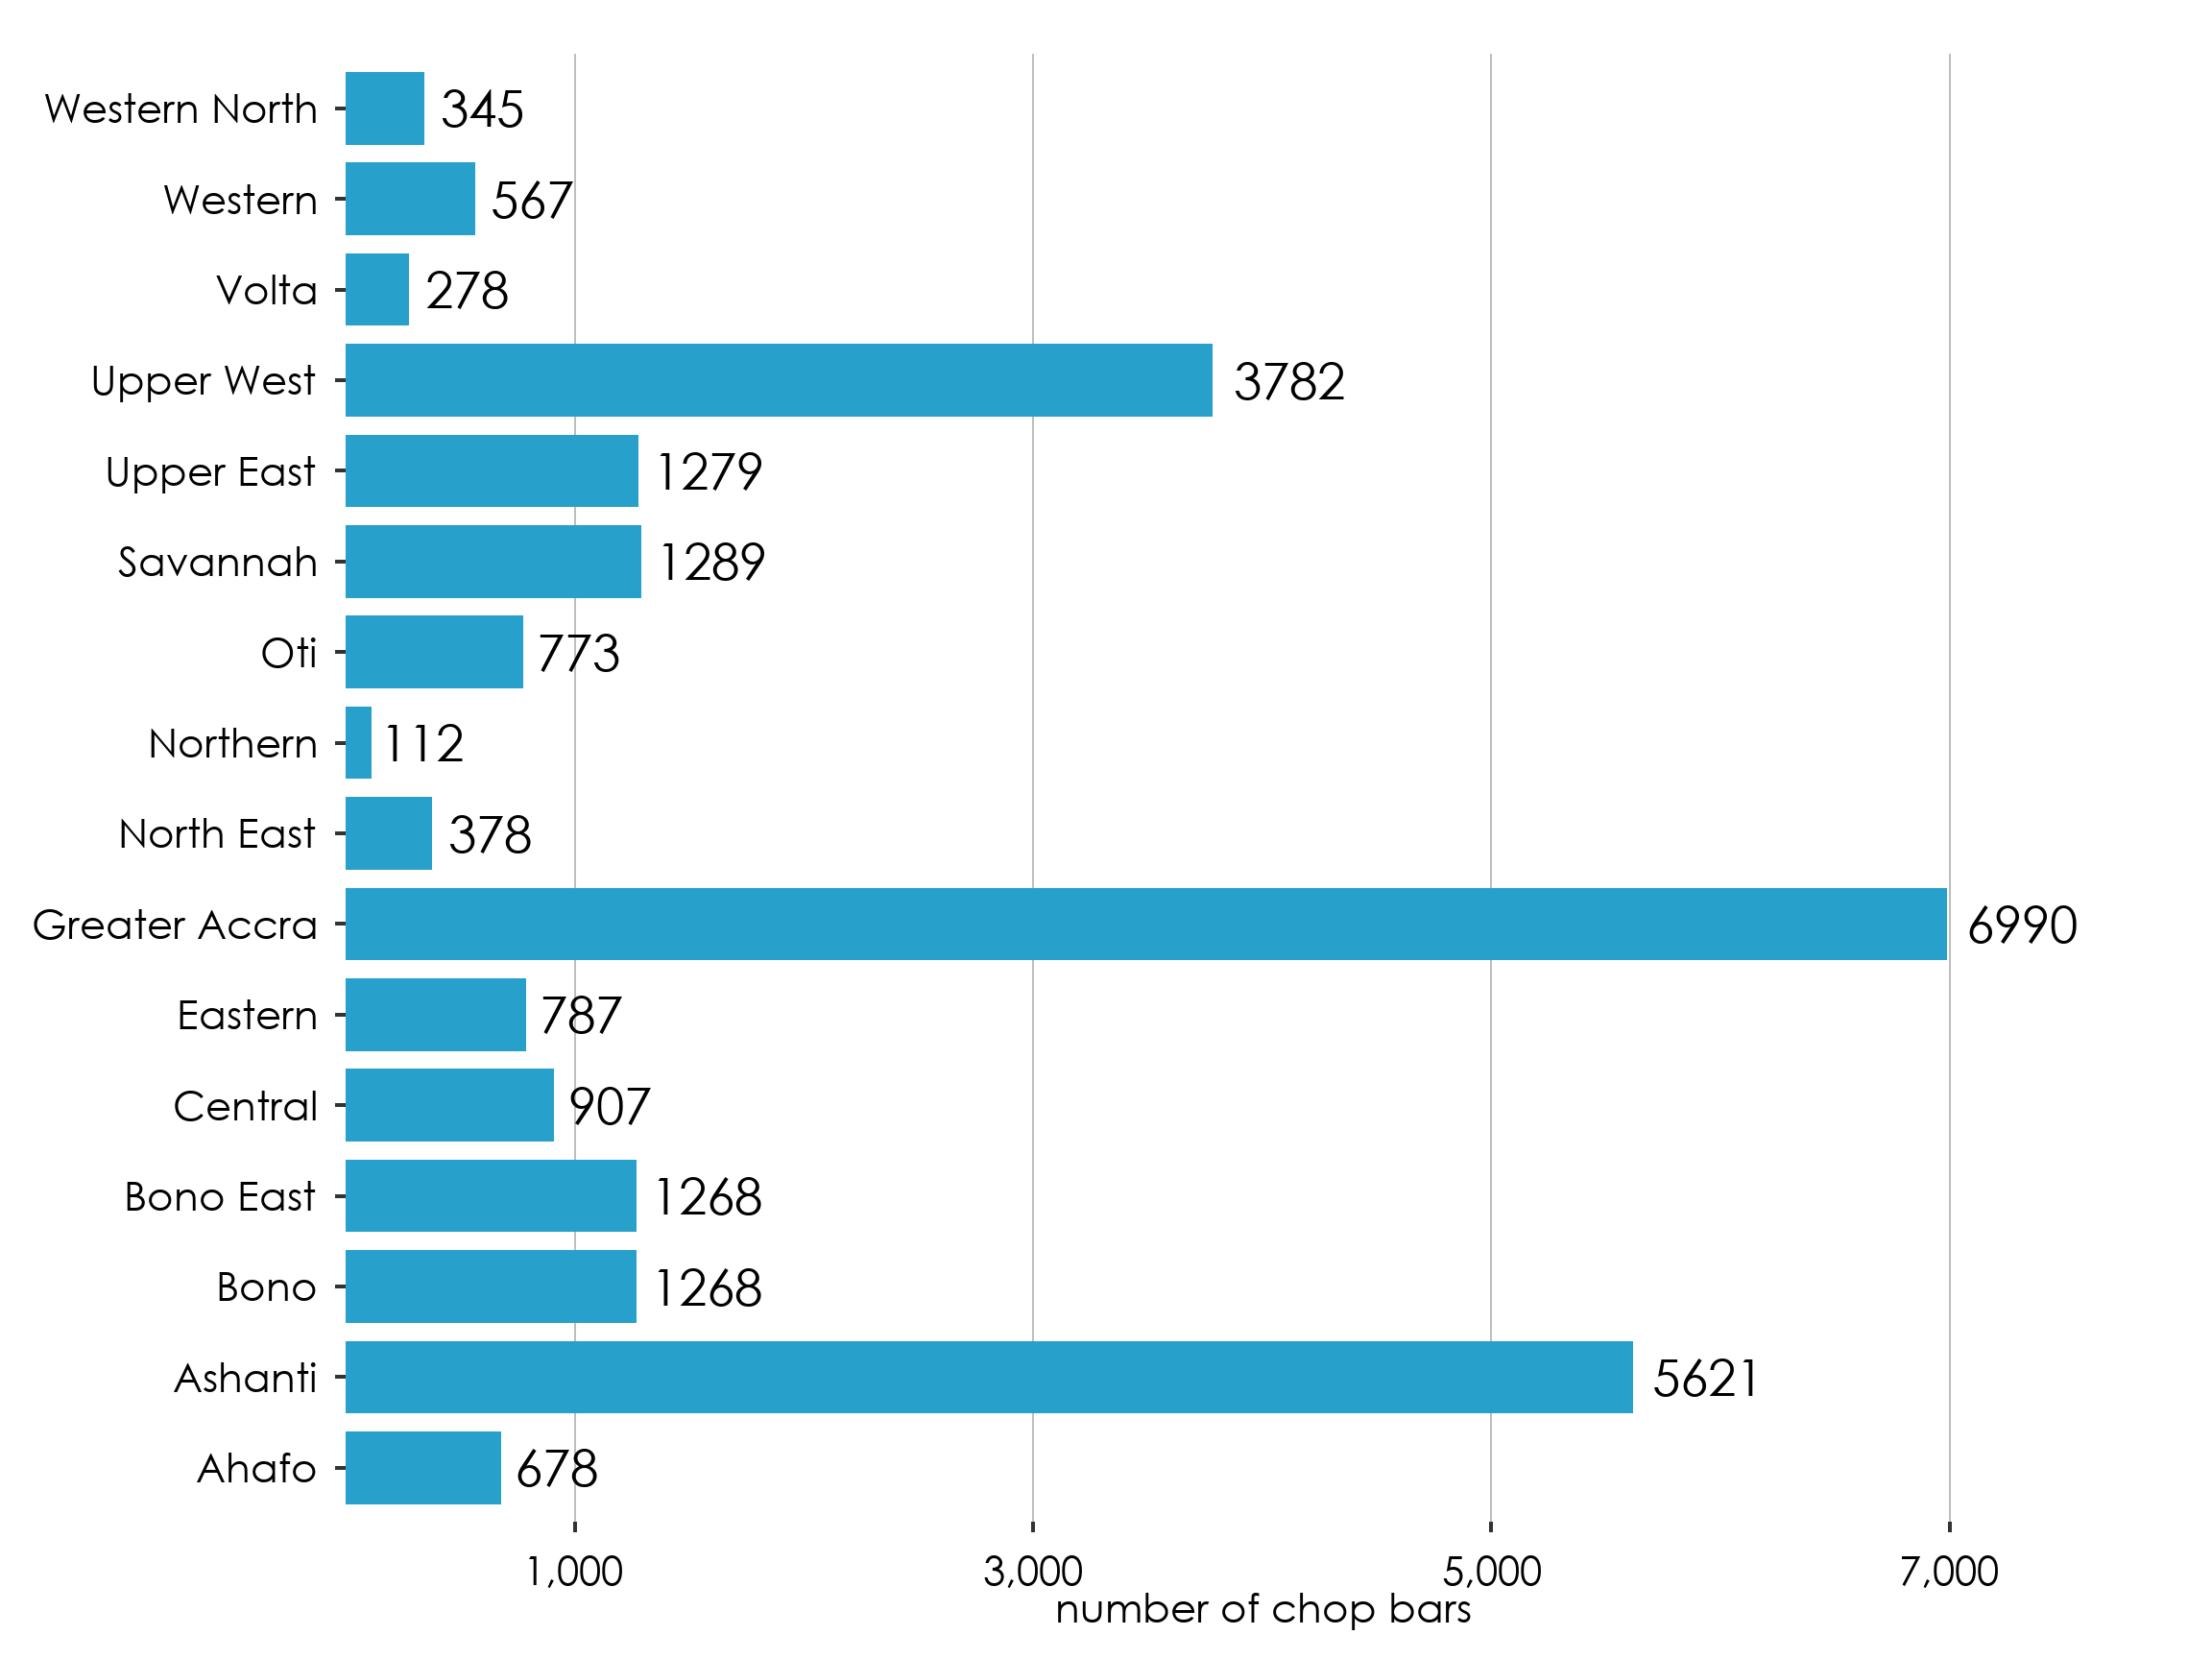 Western North 345
Western 567
Volta 278
Upper West 3782
Upper East 1279
Savannah 1289
Oti 773
Northern 112
North East 378
Greater Accra 6990
Eastern 787
Central 907
Bono East 1268
Bono 1268
Ashanti 5621
Ahafo 678
1,000 3,000 5,000 7,000
number of chop bars